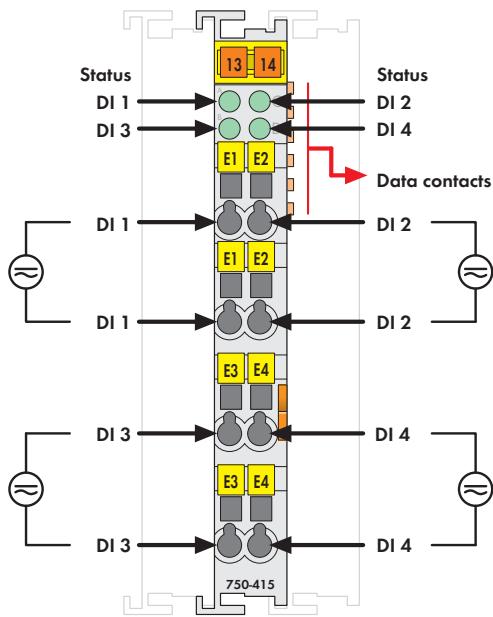 13 14
Status Status
DI 1 DI 2
DI 3 DI 4
E1 E2
Data contacts
DI 1 DI 2
E1 E2
DI 1 DI 2
E3 E4
DI 3 DI 4
E3 E4
DI 3 DI 4
750-415